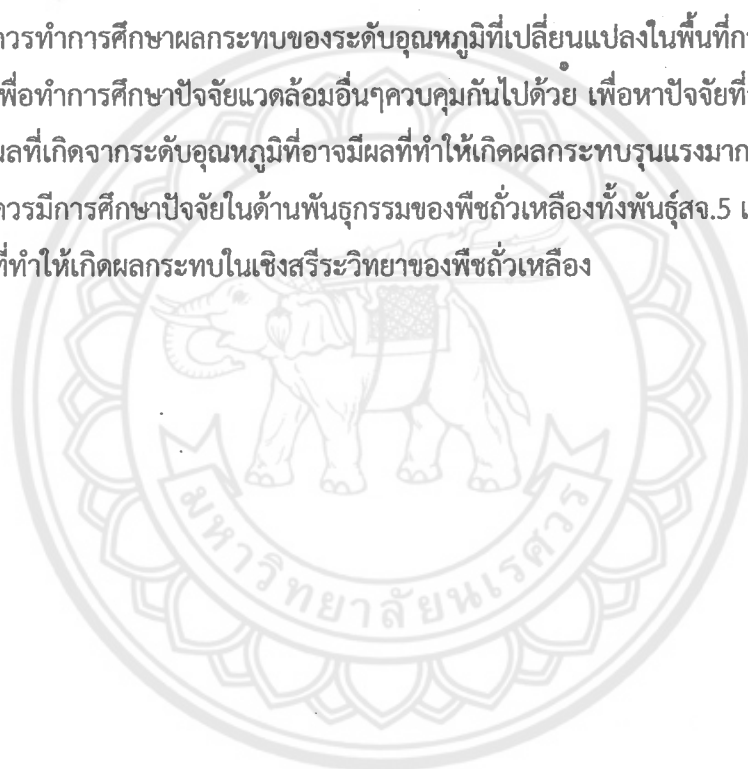 ควรทำการศึกษาผลกระทบของระดับอุณหภูมิที่เปลี่ยนแปลงในพื้นที่
เพื่อทำการศึกษาปัจจัยแวดล้อมอื่นๆควบคุมกันไปด้วย เพื่อหาปัจจัยที่
ผลที่เกิดจากระดับอุณหภูมิที่อาจมีผลที่ทำให้เกิดผลกระทบรุนแรงมาก
ควรมีการศึกษาปัจจัยในด้านพันธุกรรมของพืชถั่วเหลืองทั้งพันธุ์สจ.5
ที่ทำให้เกิดผลกระทบในเชิงสรีระวิทยาของพืชถั่วเหลือง
มหาวิทยาลัยนเรศวร